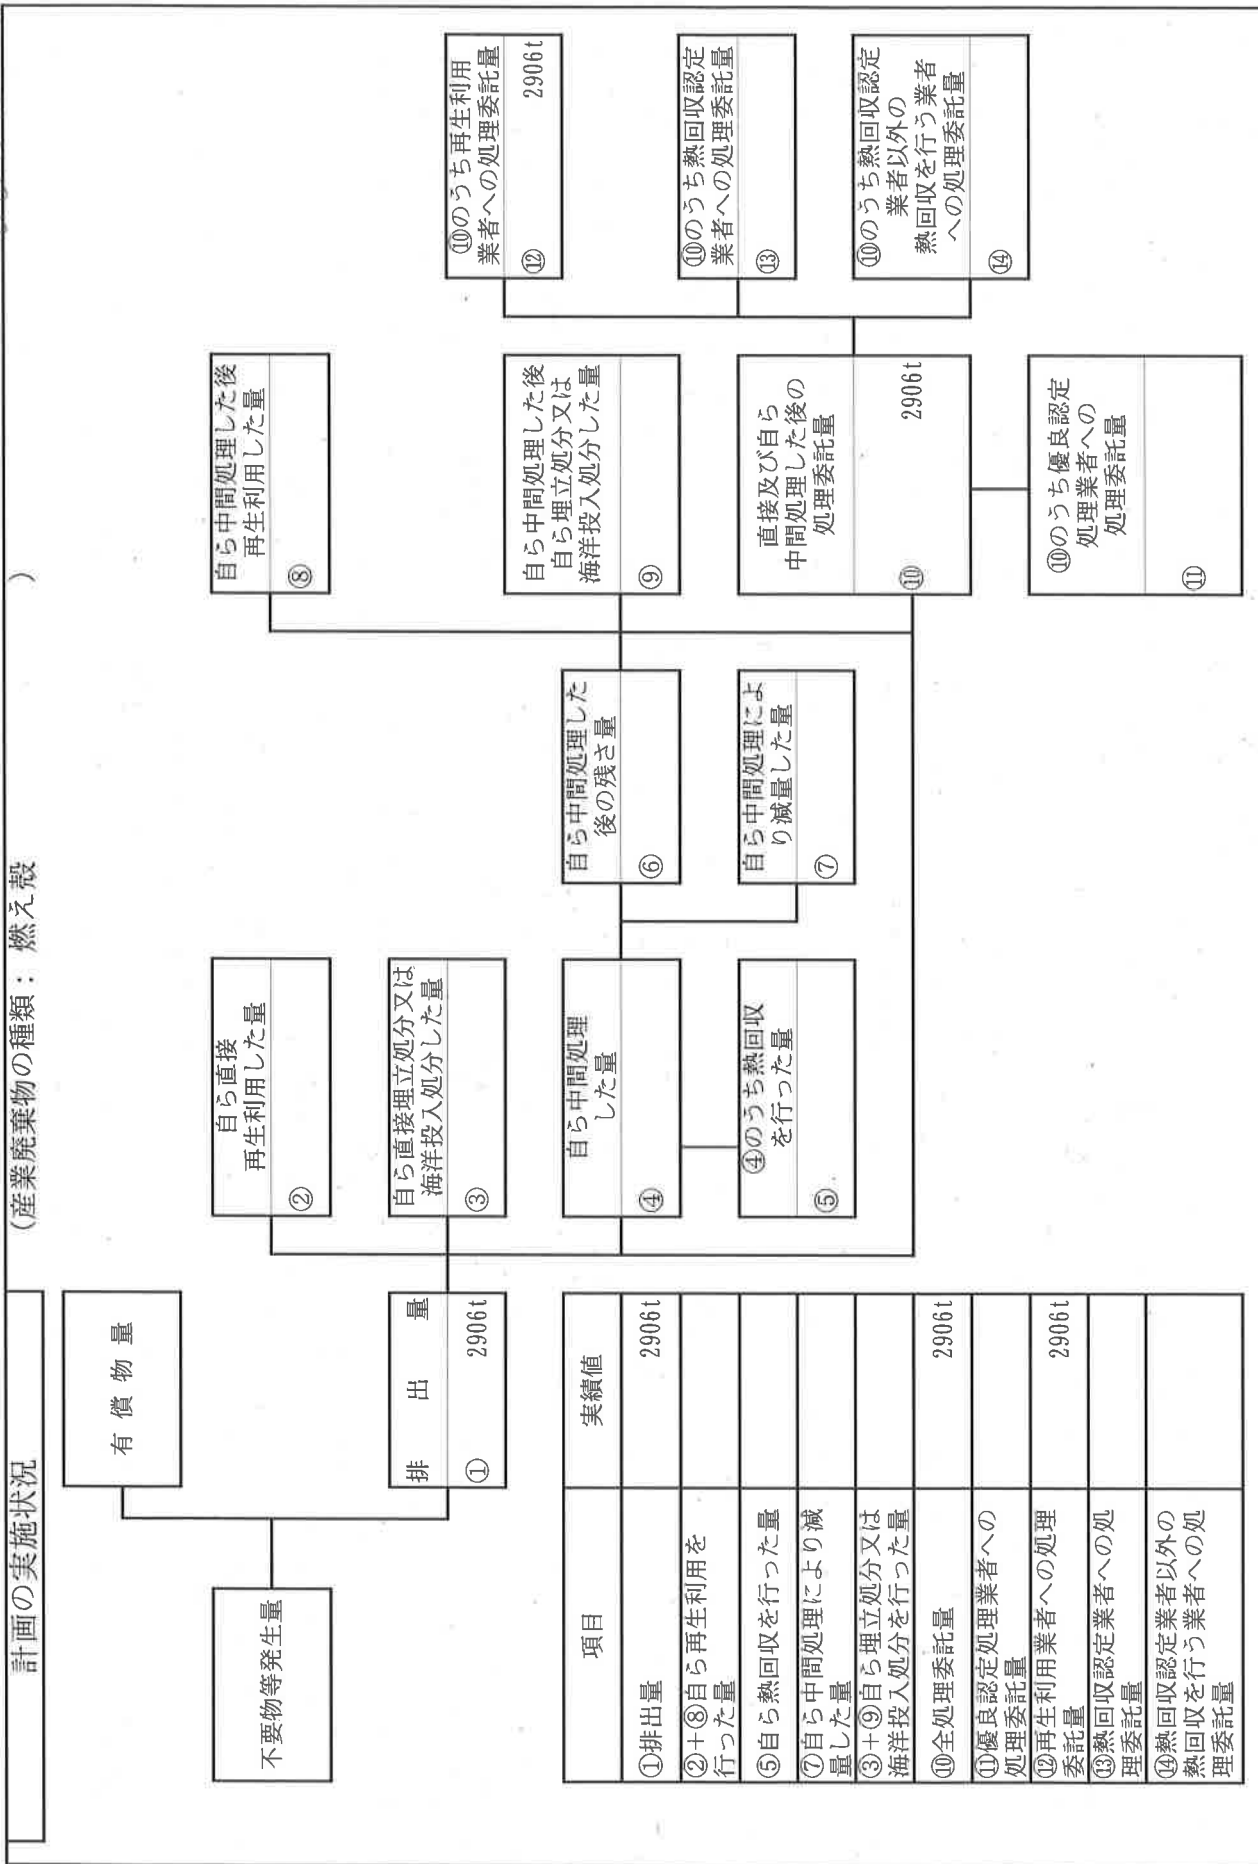 計画の実施状況
(産業廃棄物の種類：燃え殻
)
不要物等発生量
有償物量
排出量
① 2906t
自ら直接
再生利用した量
②
自ら直接埋立処分又は
海洋投入処分した量
③
自ら中間処理
した量
④
④のうち熱回収
を行った量
⑤
自ら中間処理した
後の残さ量
⑥
自ら中間処理によ
り減量した量
⑦
自ら中間処理した後
再生利用した量
⑧
自ら中間処理した後
自ら埋立処分又は
海洋投入処分した量
⑨
直接及び自ら
中間処理した後の
処理委託量
⑩ 2906t
⑩のうち優良認定
処理業者への
処理委託量
⑪
⑩のうち再生利用
業者への処理委託量
⑫ 2906t
⑩のうち熱回収認定
業者への処理委託量
⑬
⑩のうち熱回収認定
業者以外の
熱回収を行う業者
への処理委託量
⑭
項目 実績値
①排出量 2906t
②＋⑧自ら再生利用を
行った量
⑤自ら熱回収を行った量
⑦自ら中間処理により減
量した量
③＋⑨自ら埋立処分又は
海洋投入処分を行った量
⑩全処理委託量 2906t
⑪優良認定処理業者への
処理委託量
⑫再生利用業者への処理
委託量 2906t
⑬熱回収認定業者への処
理委託量
⑭熱回収認定業者以外の
熱回収を行う業者への処
理委託量